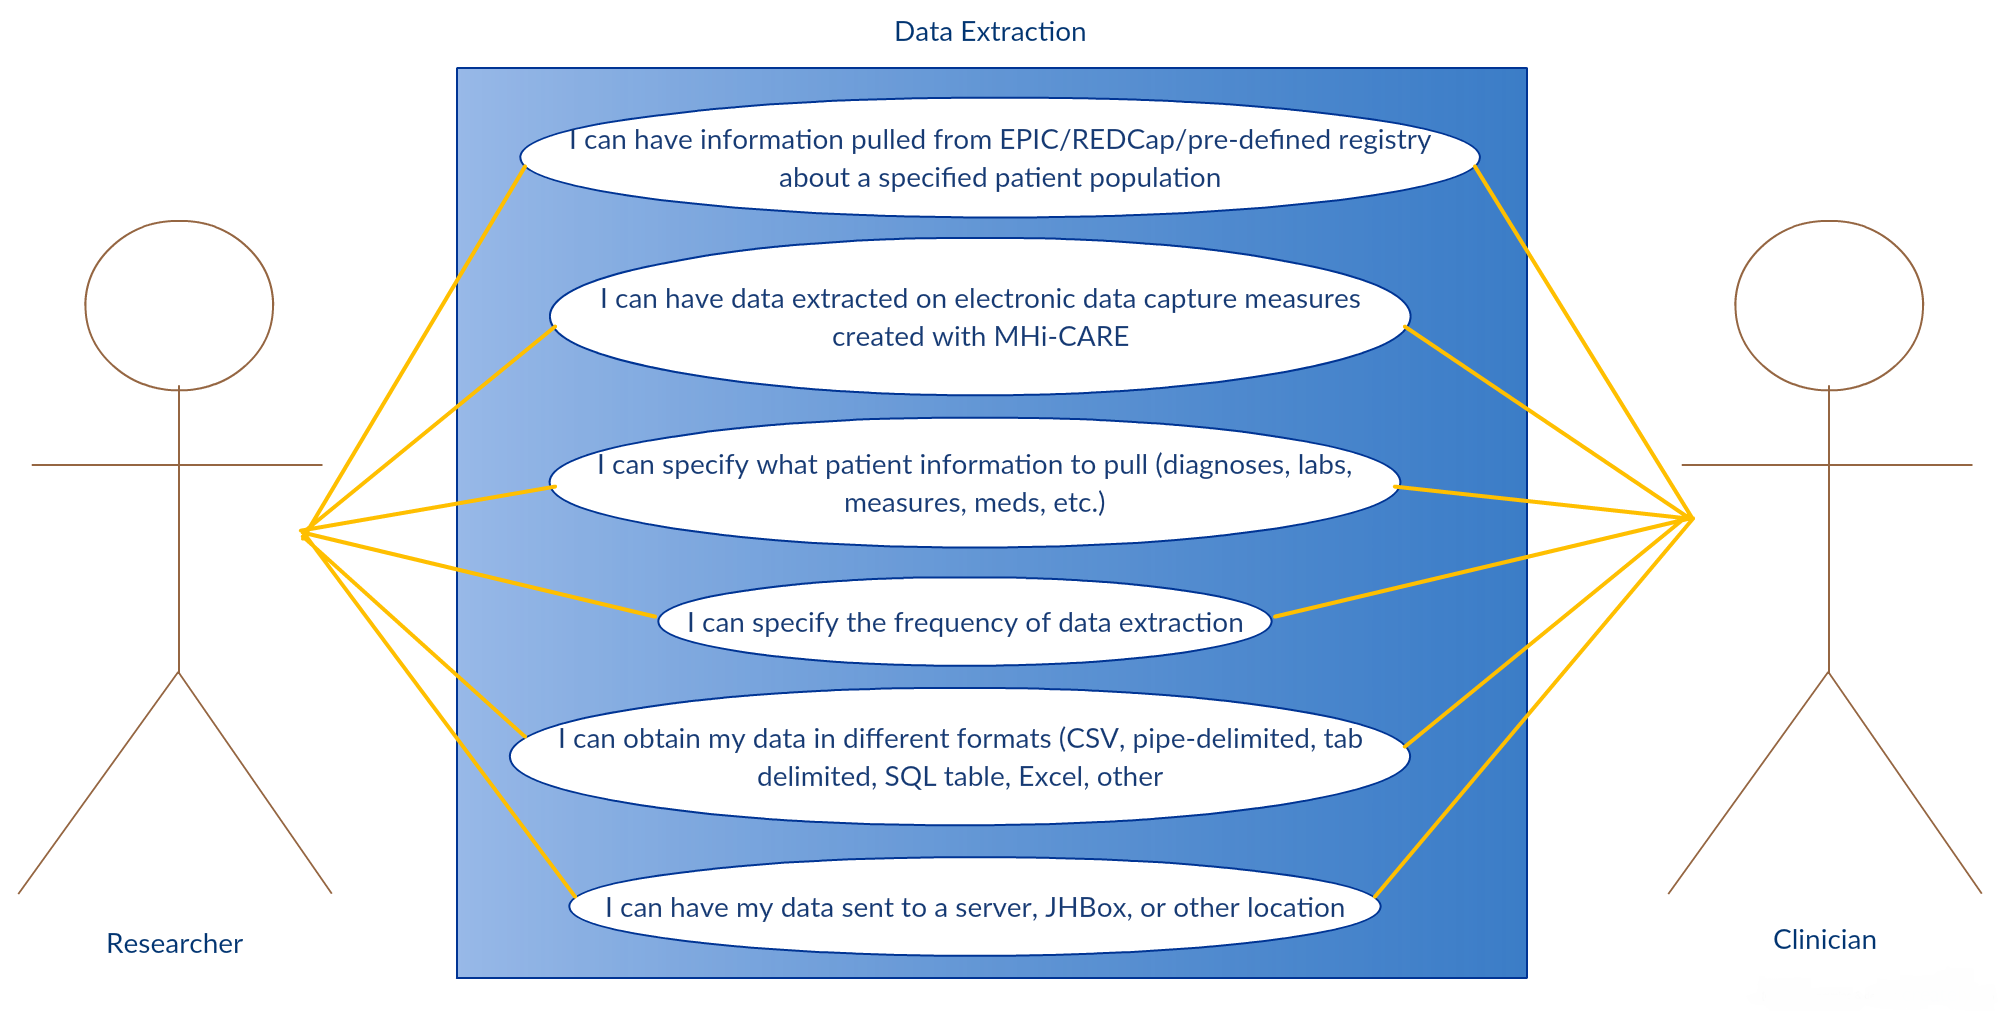 Data Extraction
I can have information pulled from EPIC/REDCap/pre-defined registry
about a specified patient population
I can have data extracted on electronic data capture measures
created with MHi-CARE
I can specify what patient information to pull (diagnoses, labs,
measures, meds, etc.)
I can specify the frequency of data extraction
I can obtain my data in different formats (CSV, pipe-delimited, tab
delimited, SQL table, Excel, other
I can have my data sent to a server, JHBox, or other location
Researcher
Clinician